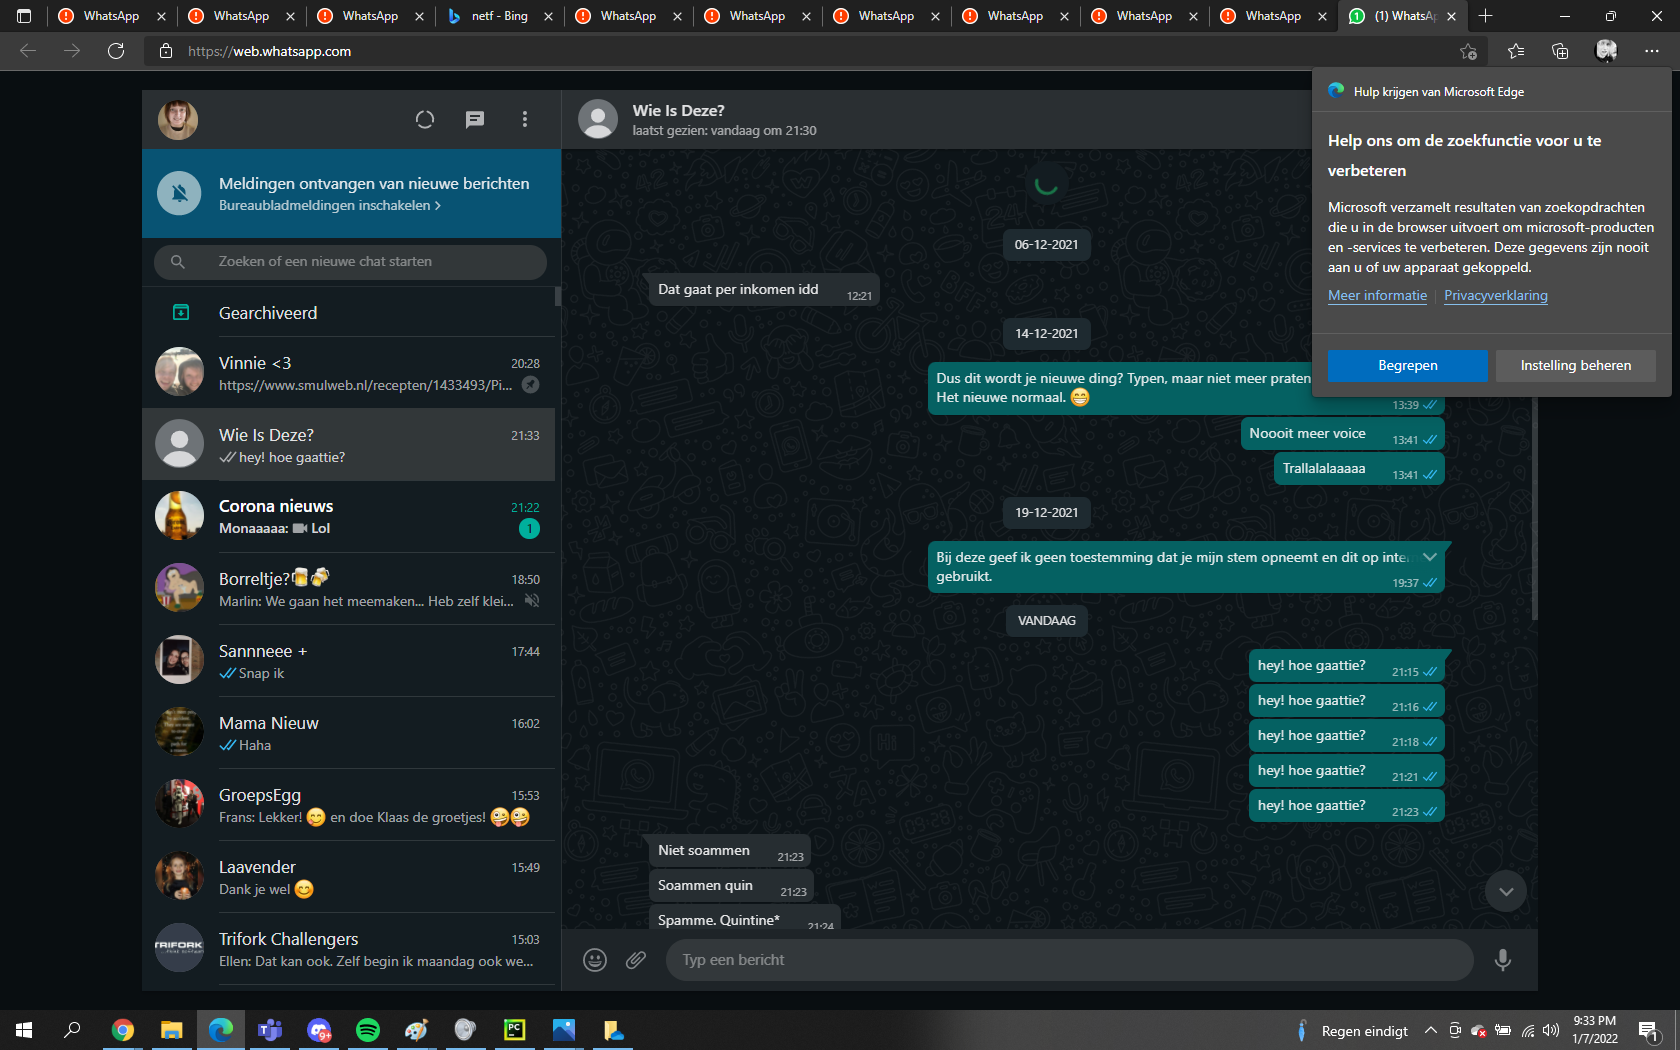 WhatsApp
WhatsApp
WhatsApp
netf - Bing
WhatsApp
WhatsApp
WhatsApp
WhatsApp
WhatsApp
WhatsApp
(1) WhatsAp
https://web.whatsapp.com
Meldingen ontvangen van nieuwe berichten
Bureaubladmeldingen inschakelen >
Zoeken of een nieuwe chat starten
Gearchiveerd
Vinnie <3 20:28
https://www.smulweb.nl/recepten/1433493/Pi...
Wie Is Deze? 21:33
hey! hoe gaattie?
Corona nieuws 21:22
Monaaaaa: Lol 1
Borreltje?🍺🍻 18:50
Marlin: We gaan het meemaken... Heb zelf klei...
Sannneee + 17:44
Snap ik
Mama Nieuw 16:02
Haha
GroepsEgg 15:53
Frans: Lekker! 😋 en doe Klaas de groetjes! 🤪🤪
Laavender 15:49
Dank je wel 😊
TRIFORK
Trifork Challengers 15:03
Ellen: Dat kan ook. Zelf begin ik maandag ook we...
Wie Is Deze?
laatst gezien: vandaag om 21:30
06-12-2021
Dat gaat per inkomen idd 12:21
14-12-2021
Dus dit wordt je nieuwe ding? Typen, maar niet meer praten
Het nieuwe normaal. 😁 13:39
Noooit meer voice 13:41
Trallalalaaaaa 13:41
19-12-2021
Bij deze geef ik geen toestemming dat je mijn stem opneemt en dit op inte
gebruikt. 19:37
VANDAAG
hey! hoe gaattie? 21:15
hey! hoe gaattie? 21:16
hey! hoe gaattie? 21:18
hey! hoe gaattie? 21:21
hey! hoe gaattie? 21:23
Niet soammen 21:23
Soammen quin 21:23
Spamme. Quintine* 21:24
Typ een bericht
Hulp krijgen van Microsoft Edge
Help ons om de zoekfunctie voor u te
verbeteren
Microsoft verzamelt resultaten van zoekopdrachten
die u in de browser uitvoert om microsoft-producten
en -services te verbeteren. Deze gegevens zijn nooit
aan u of uw apparaat gekoppeld.
Meer informatie | Privacyverklaring
Begrepen Instelling beheren
9+
PC
Regen eindigt
9:33 PM
1/7/2022
1